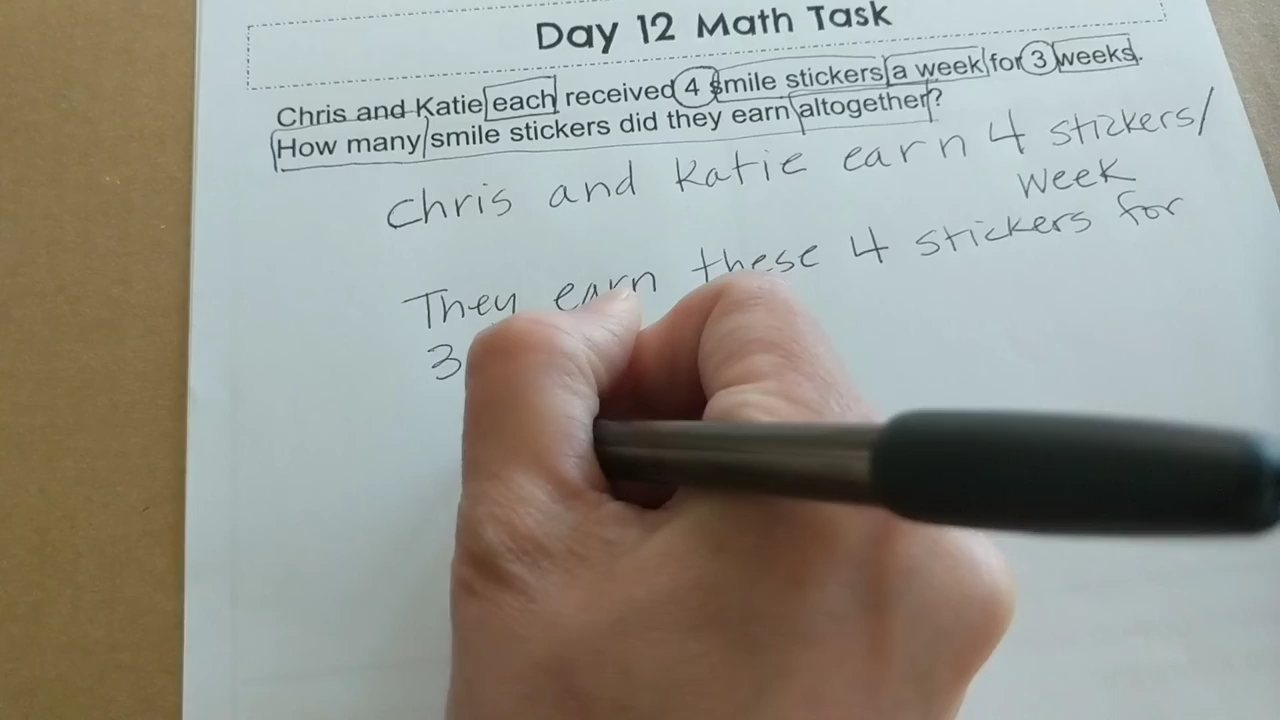 Day 12 Math Task
Chris and Katie each received 4 smile stickers a week for 3 weeks.
How many smile stickers did they earn altogether?
Chris and Katie earn 4 stickers/
week
They earn these 4 stickers for
3